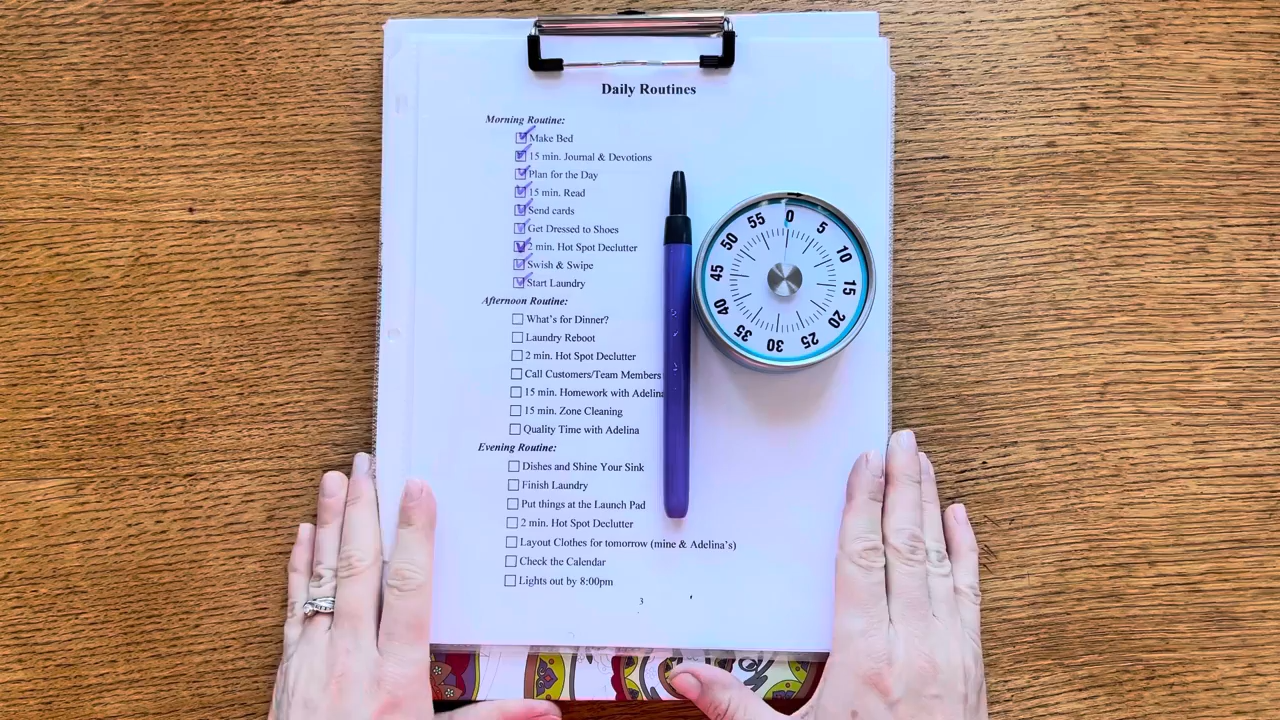 Daily Routines
Morning Routine:
Make Bed
15 min. Journal & Devotions
Plan for the Day
15 min. Read
Send cards
Get Dressed to Shoes
2 min. Hot Spot Declutter
Swish & Swipe
Start Laundry
Afternoon Routine:
What's for Dinner?
Laundry Reboot
2 min. Hot Spot Declutter
Call Customers/Team Members
15 min. Homework with Adelina
15 min. Zone Cleaning
Quality Time with Adelina
Evening Routine:
Dishes and Shine Your Sink
Finish Laundry
Put things at the Launch Pad
2 min. Hot Spot Declutter
Layout Clothes for tomorrow (mine & Adelina's)
Check the Calendar
Lights out by 8:00pm
3
0
5
10
15
20
25
30
35
40
45
50
55